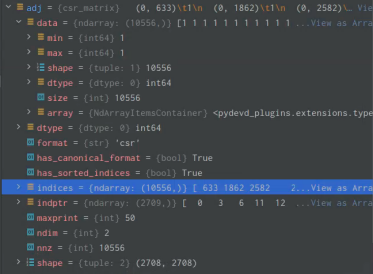 adj = {csr_matrix} (0, 633)\t1\n (0, 1862)\t1\n (0, 2582)\... View as Arra
data = {ndarray: (10556,)} [1 1 1 1 1 1 1 1 1 1 1 ...View as Array
min = {int64} 1
max = {int64} 1
shape = {tuple: 1} 10556
dtype = {dtype: 0} int64
size = {int} 10556
array = {NdArrayItemsContainer} <pydevd_plugins.extensions.type
dtype = {dtype: 0} int64
format = {str} 'csr'
has_canonical_format = {bool} True
has_sorted_indices = {bool} True
indices = {ndarray: (10556,)} [ 633 1862 2582 2...View as Arra
indptr = {ndarray: (2709,)} [ 0 3 6 11 12 ...View as Arra
maxprint = {int} 50
ndim = {int} 2
nnz = {int} 10556
shape = {tuple: 2} (2708, 2708)